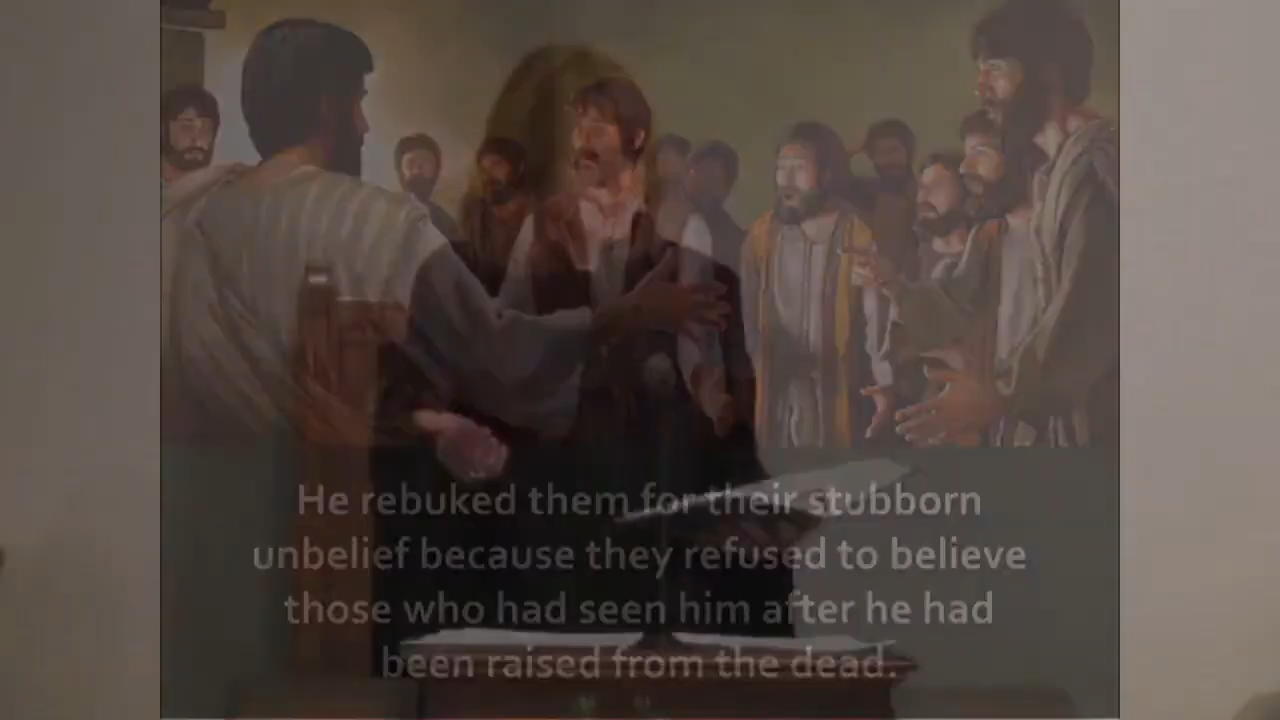 He rebuked them for their stubborn
unbelief because they refused to believe
those who had seen him after he had
been raised from the dead.